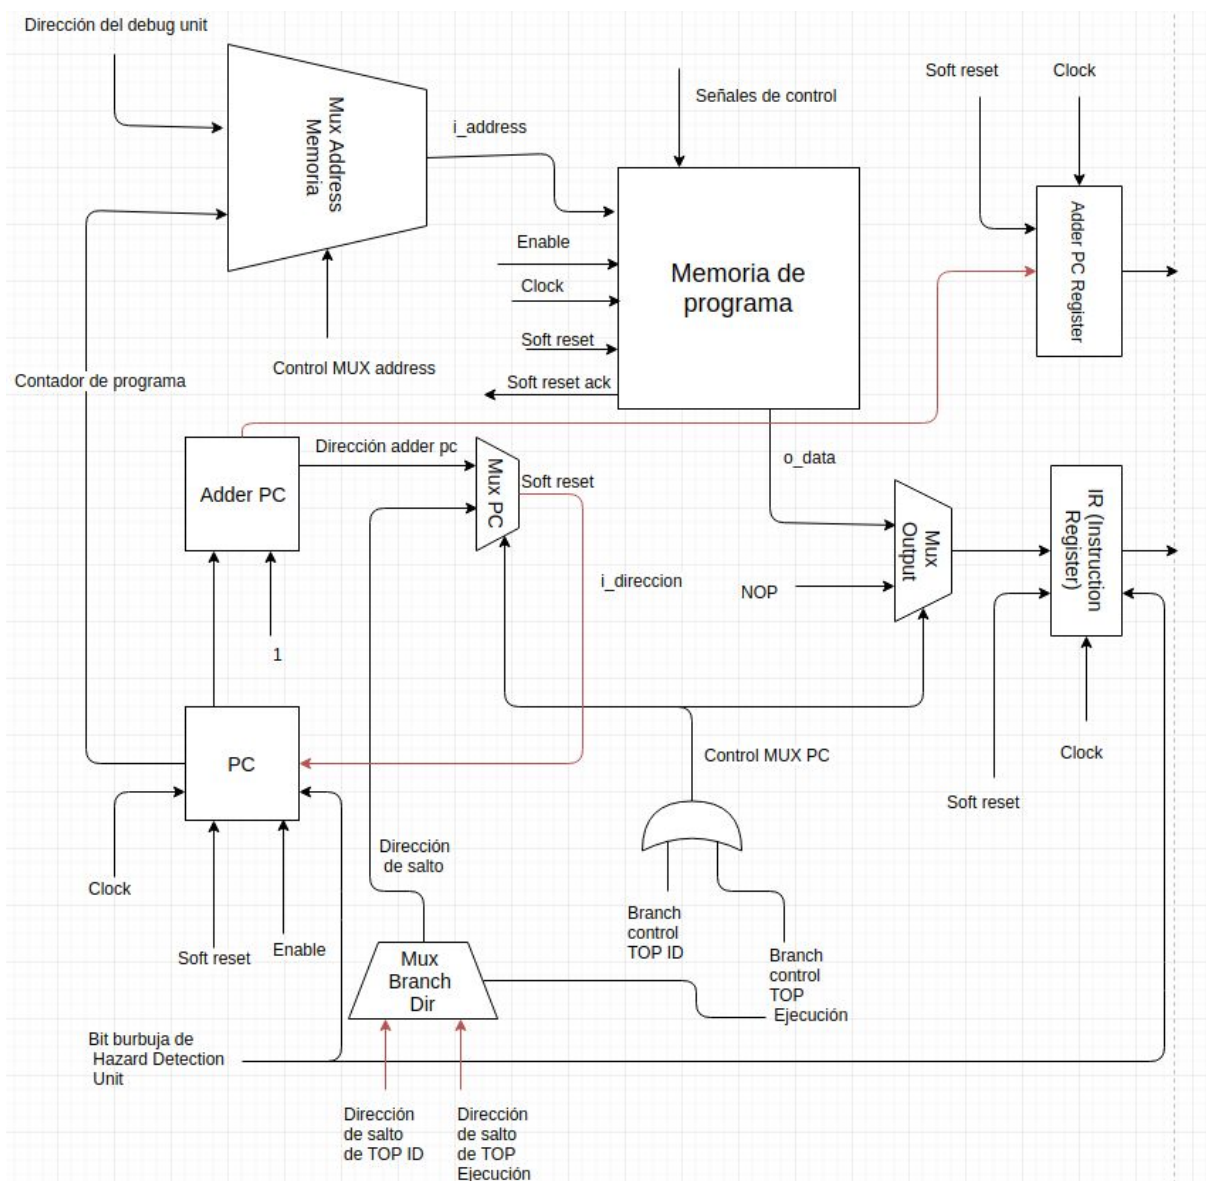 Dirección del debug unit
Mux Address
Memoria
i_address
Señales de control
Soft reset
Clock
Adder PC Register
Enable
Clock
Soft reset
Soft reset ack
Memoria de
programa
Control MUX address
Contador de programa
Adder PC
Dirección adder pc
Mux PC
Soft reset
o_data
Mux
Output
IR (Instruction
Register)
i_direccion
NOP
1
PC
Control MUX PC
Clock
Soft reset
Dirección
de salto
Clock
Soft reset
Enable
Branch
control
TOP ID
Branch
control
TOP
Ejecución
Mux
Branch
Dir
Bit burbuja de
Hazard Detection
Unit
Dirección
de salto
de TOP ID
Dirección
de salto
de TOP
Ejecución